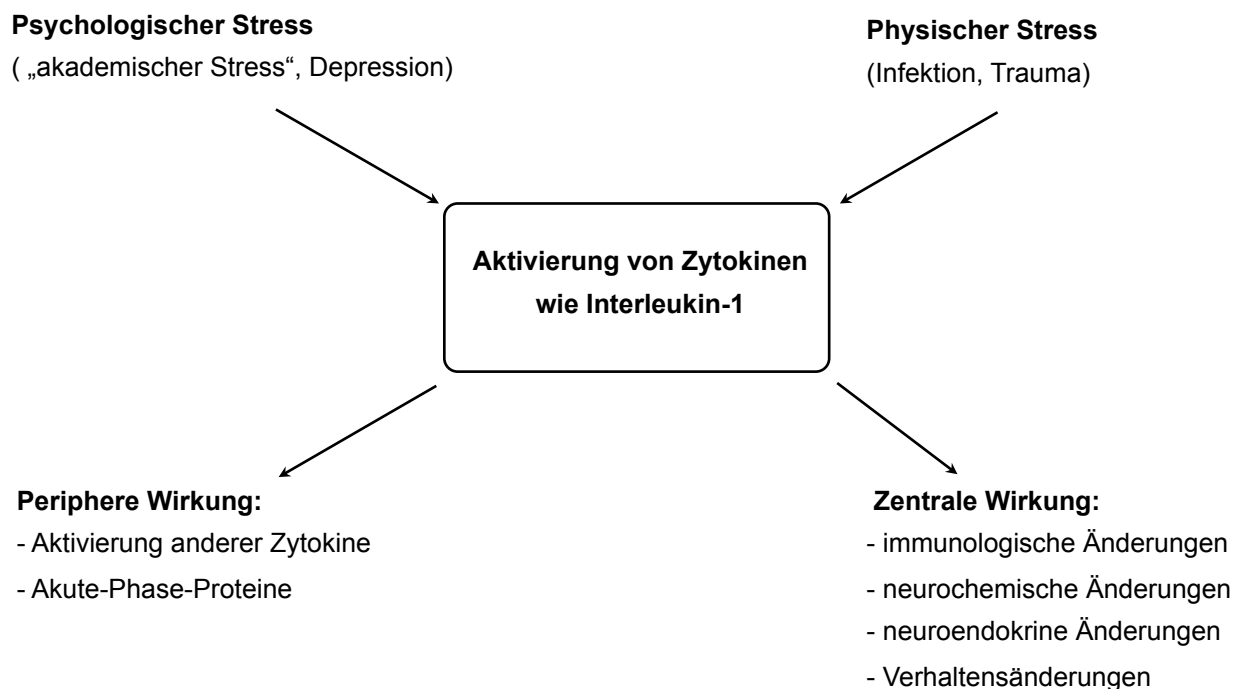 Psychologischer Stress
( „akademischer Stress“, Depression)
Physischer Stress
(Infektion, Trauma)
Aktivierung von Zytokinen
wie Interleukin-1
Periphere Wirkung:
- Aktivierung anderer Zytokine
- Akute-Phase-Proteine
Zentrale Wirkung:
- immunologische Änderungen
- neurochemische Änderungen
- neuroendokrine Änderungen
- Verhaltensänderungen